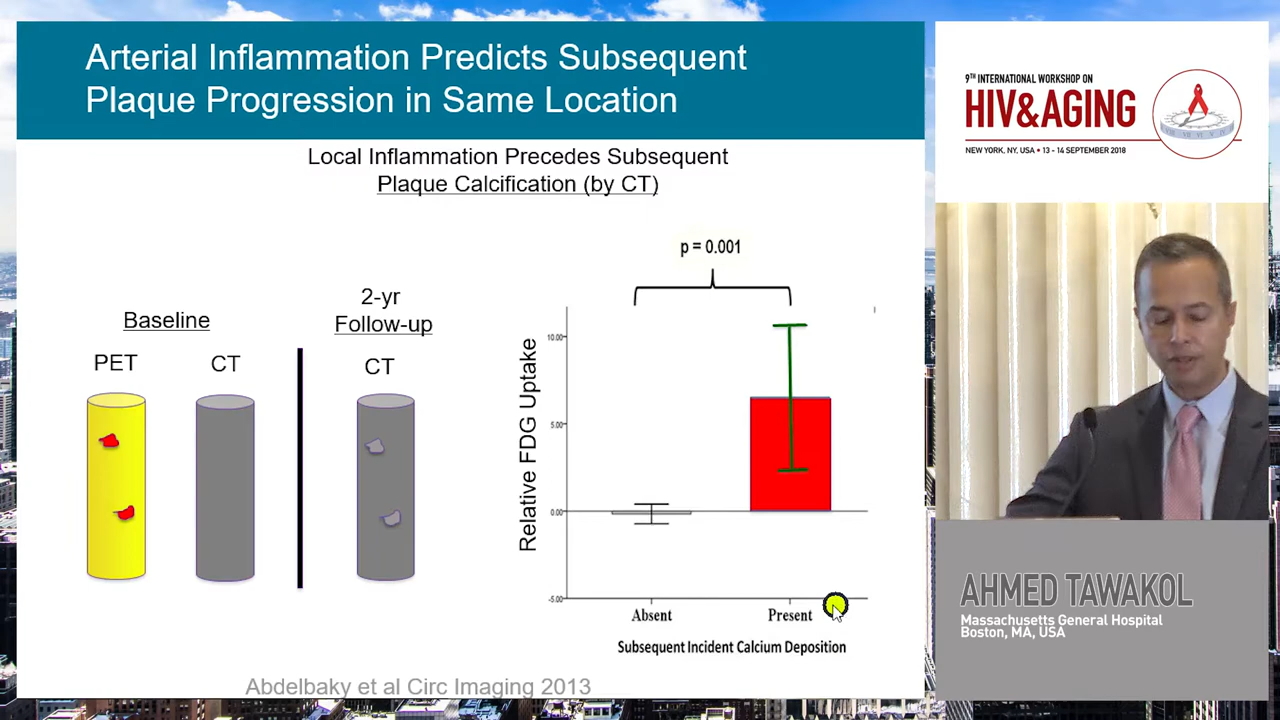 Arterial Inflammation Predicts Subsequent
Plaque Progression in Same Location
Local Inflammation Precedes Subsequent
Plaque Calcification (by CT)
Baseline
PET
CT
2-yr
Follow-up
CT
p = 0.001
Relative FDG Uptake
10.00
5.00
0.00
-5.00
Absent
Present
Subsequent Incident Calcium Deposition
Abdelbaky et al Circ Imaging 2013
9TH INTERNATIONAL WORKSHOP ON
HIV&AGING
NEW YORK, NY, USA • 13 - 14 SEPTEMBER 2018
AHMED TAWAKOL
Massachusetts General Hospital
Boston, MA, USA